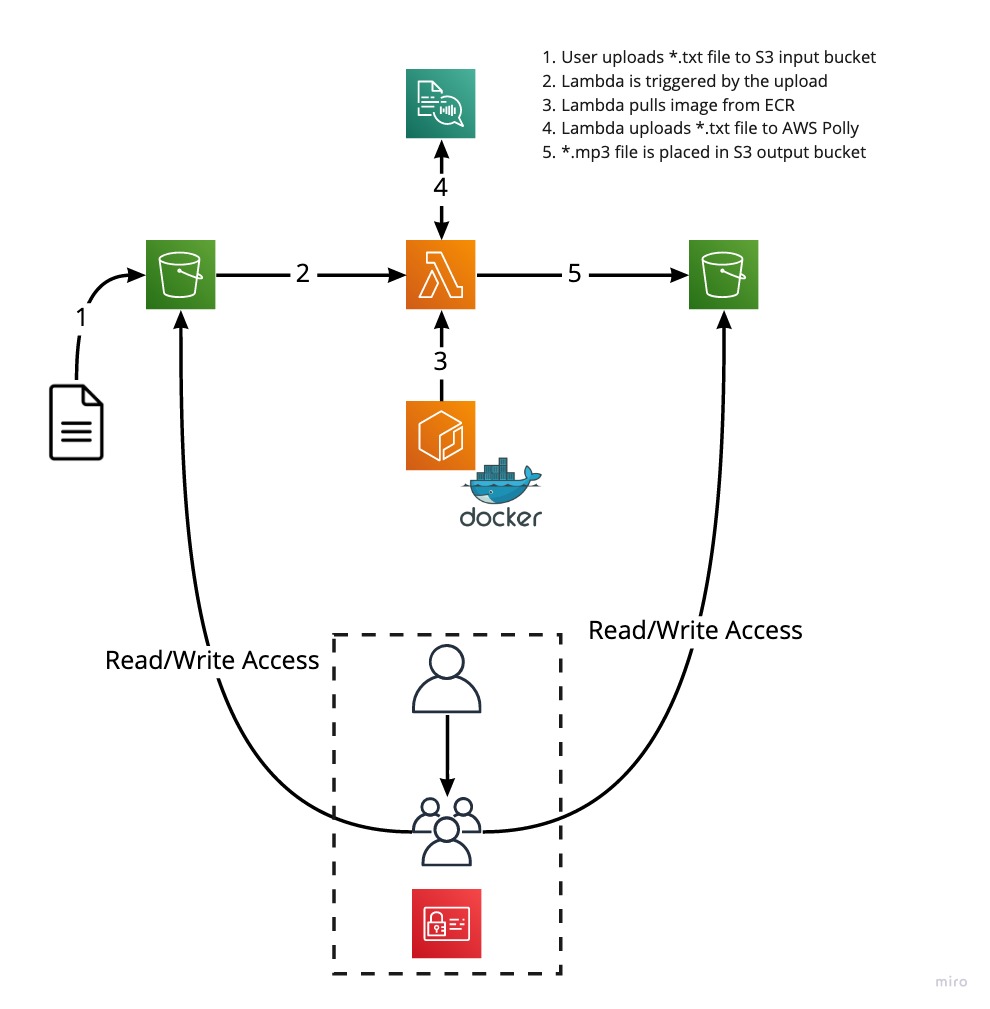 1. User uploads *.txt file to S3 input bucket
2. Lambda is triggered by the upload
3. Lambda pulls image from ECR
4. Lambda uploads *.txt file to AWS Polly
5. *.mp3 file is placed in S3 output bucket
4
2
5
1
3
docker
Read/Write Access
Read/Write Access
miro